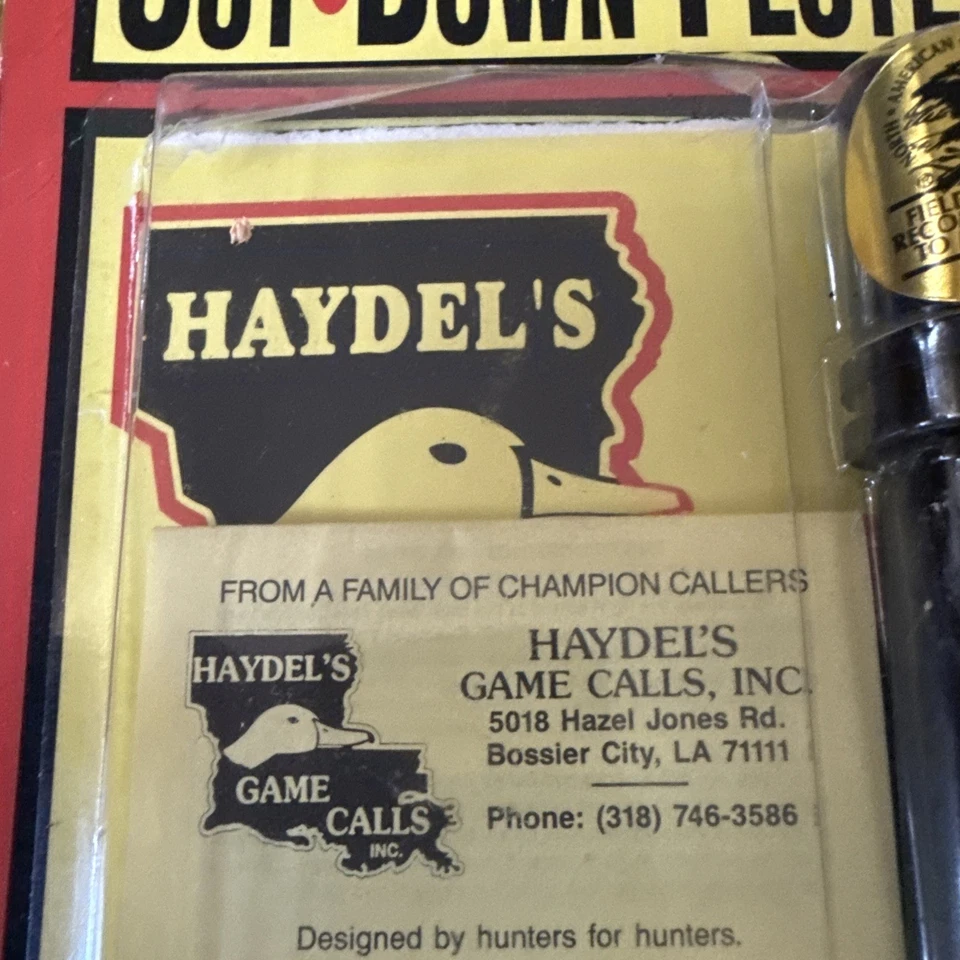 HAYDEL'S
FIELD
FROM A FAMILY OF CHAMPION CALLERS
HAYDEL'S
GAME
CALLS
INC.
HAYDEL'S
GAME CALLS, INC.
5018 Hazel Jones Rd.
Bossier City, LA 71111
Phone: (318) 746-3586
Designed by hunters for hunters.